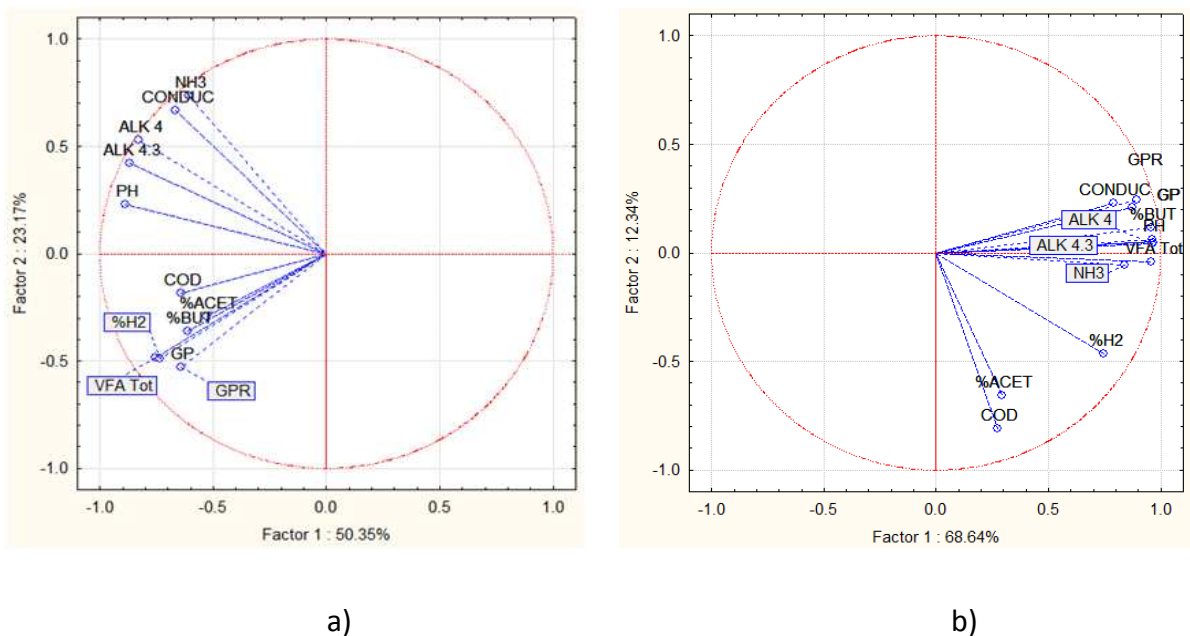 1.0
0.5
0.0
-0.5
-1.0
Factor 2 : 23.17%
NH3
CONDUC
ALK 4
ALK 4.3
PH
COD
%ACET
%BUT
%H2
GP
VFA Tot
GPR
-1.0 -0.5 0.0 0.5 1.0
Factor 1 : 50.35%
a)
1.0
0.5
0.0
-0.5
-1.0
Factor 2 : 12.34%
GPR
CONDUC
GP
ALK 4
%BUT
PH
ALK 4.3
VFA Tot
NH3
%H2
%ACET
COD
-1.0 -0.5 0.0 0.5 1.0
Factor 1 : 68.64%
b)